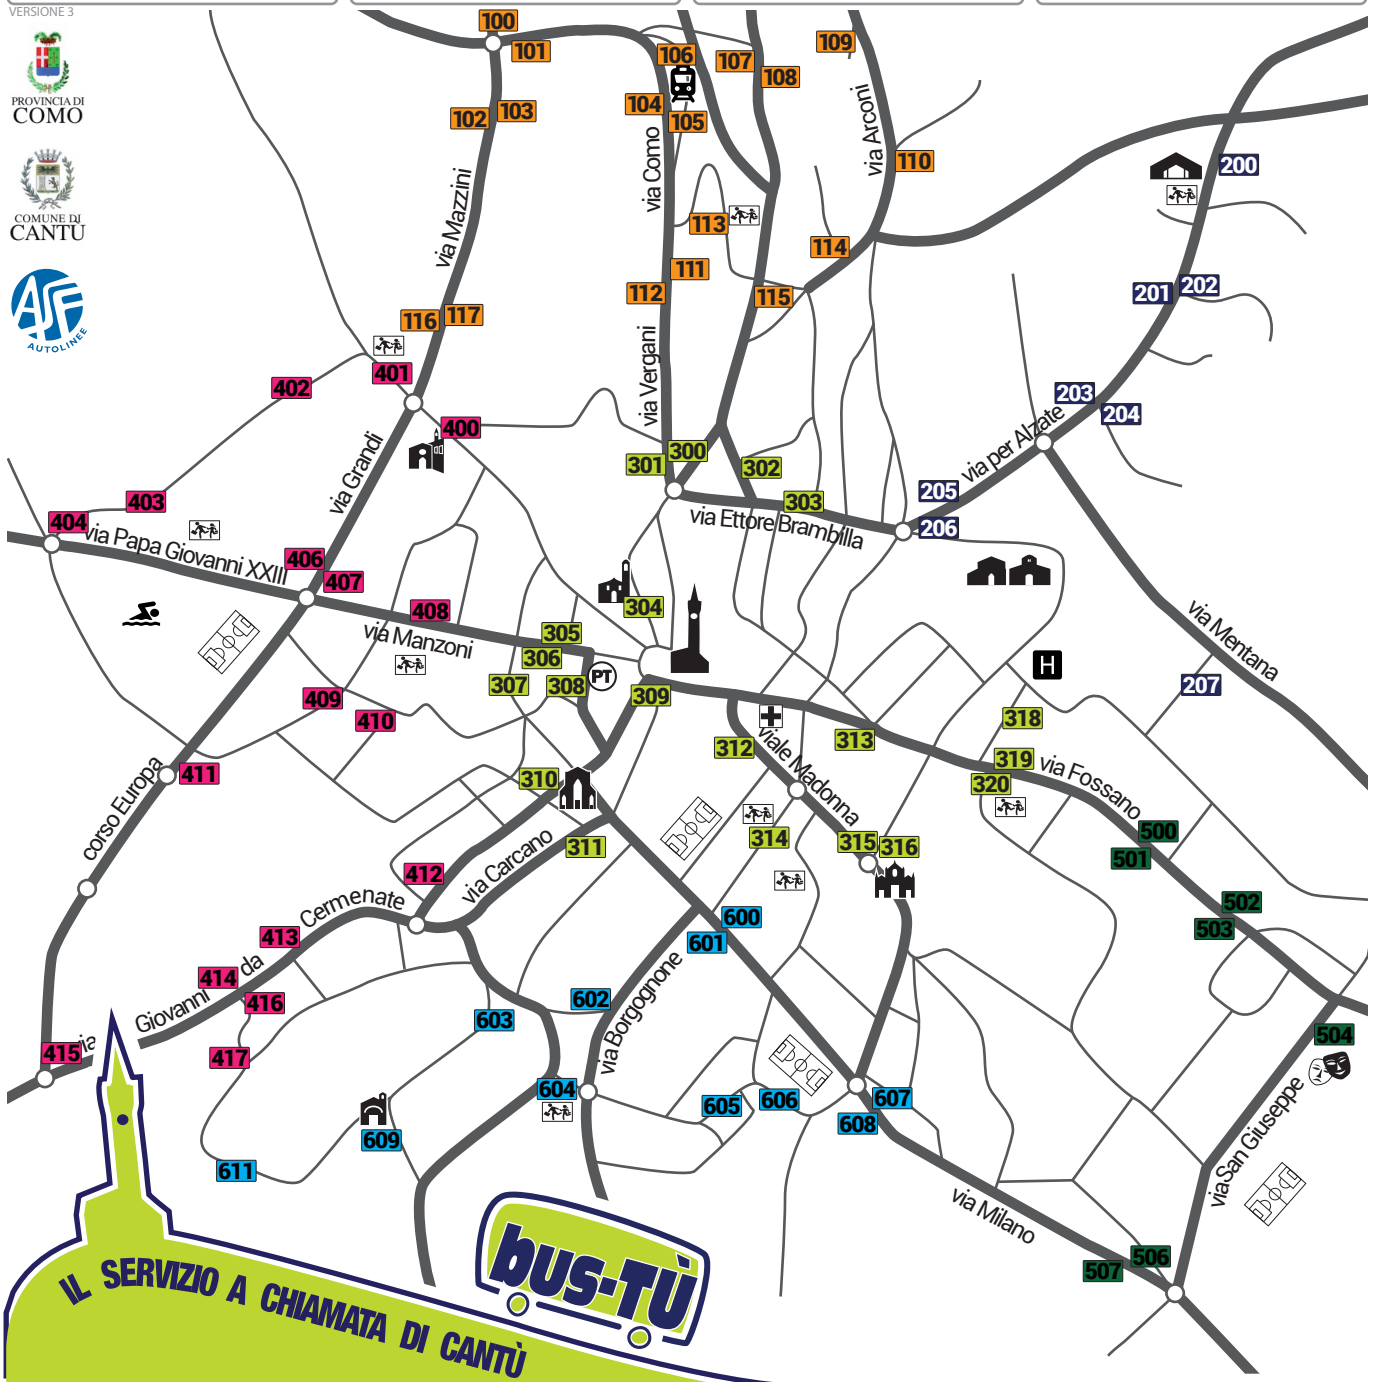 VERSIONE 3
PROVINCIA DI
COMO
COMUNE DI
CANTÙ
ASF
AUTOLINEE
100
101
102
103
104
105
106
107
108
109
110
111
112
113
114
115
116
117
via Mazzini
via Como
via Arconi
via Vergani
200
201
202
203
204
205
206
207
via per Alzate
via Mentana
300
301
302
303
304
305
306
307
308
309
310
311
312
313
314
315
316
318
319
320
via Ettore Brambilla
PT
H
viale Madonna
via Fossano
via Carcano
400
401
402
403
404
406
407
408
409
410
411
412
413
414
415
416
417
via Grandi
via Papa Giovanni XXIII
via Manzoni
corso Europa
via Giovanni da Cermenate
500
501
502
503
504
506
507
via San Giuseppe
600
601
602
603
604
605
606
607
608
609
611
via Borgognone
via Milano
bus-TÙ
IL SERVIZIO A CHIAMATA DI CANTÙ